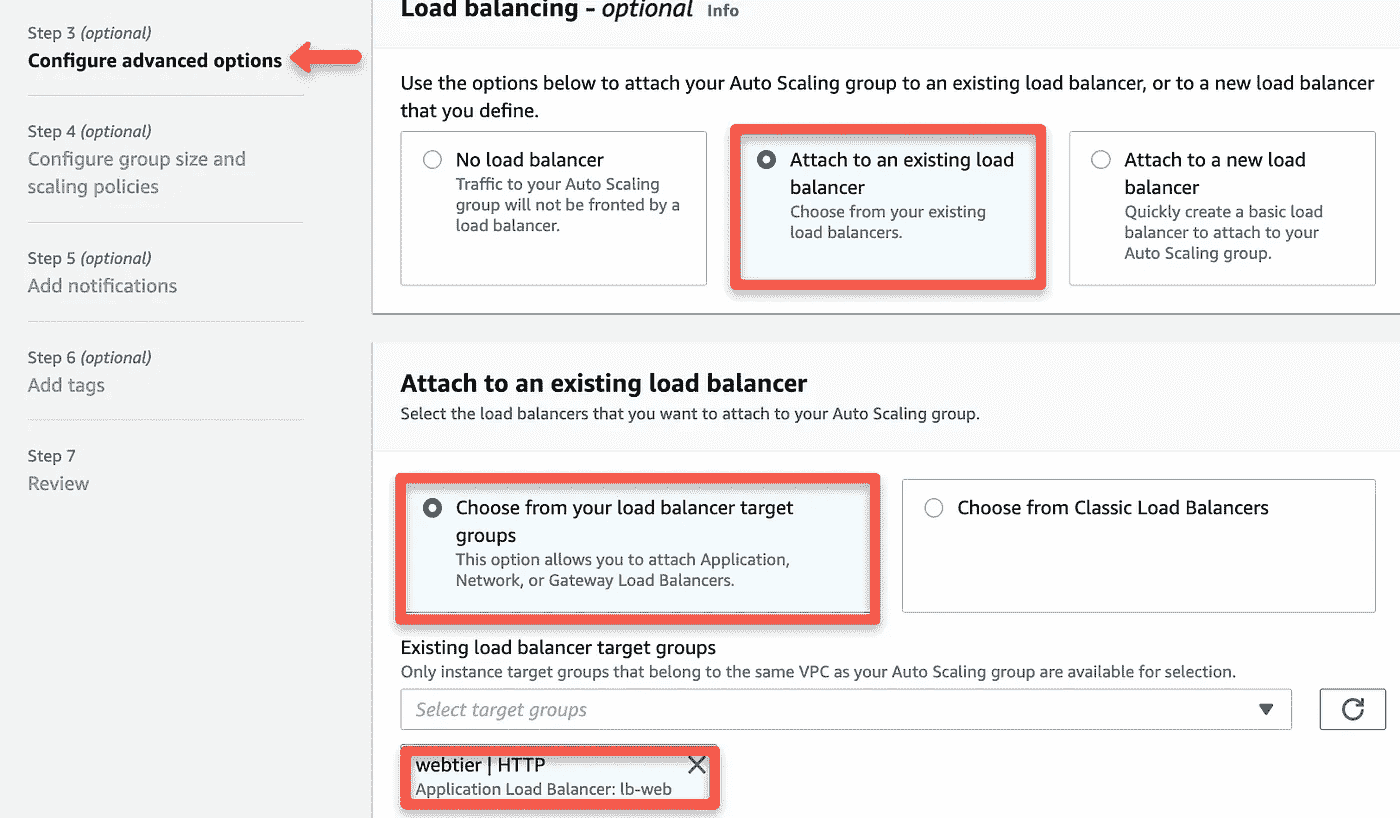 Step 3 (optional)
Configure advanced options
Step 4 (optional)
Configure group size and
scaling policies
Step 5 (optional)
Add notifications
Step 6 (optional)
Add tags
Step 7
Review
Load balancing - optional Info
Use the options below to attach your Auto Scaling group to an existing load balancer, or to a new load balancer
that you define.
No load balancer
Traffic to your Auto Scaling
group will not be fronted by a
load balancer.
Attach to an existing load
balancer
Choose from your existing
load balancers.
Attach to a new load
balancer
Quickly create a basic load
balancer to attach to your
Auto Scaling group.
Attach to an existing load balancer
Select the load balancers that you want to attach to your Auto Scaling group.
Choose from your load balancer target
groups
This option allows you to attach Application,
Network, or Gateway Load Balancers.
Choose from Classic Load Balancers
Existing load balancer target groups
Only instance target groups that belong to the same VPC as your Auto Scaling group are available for selection.
Select target groups
webtier | HTTP
Application Load Balancer: lb-web